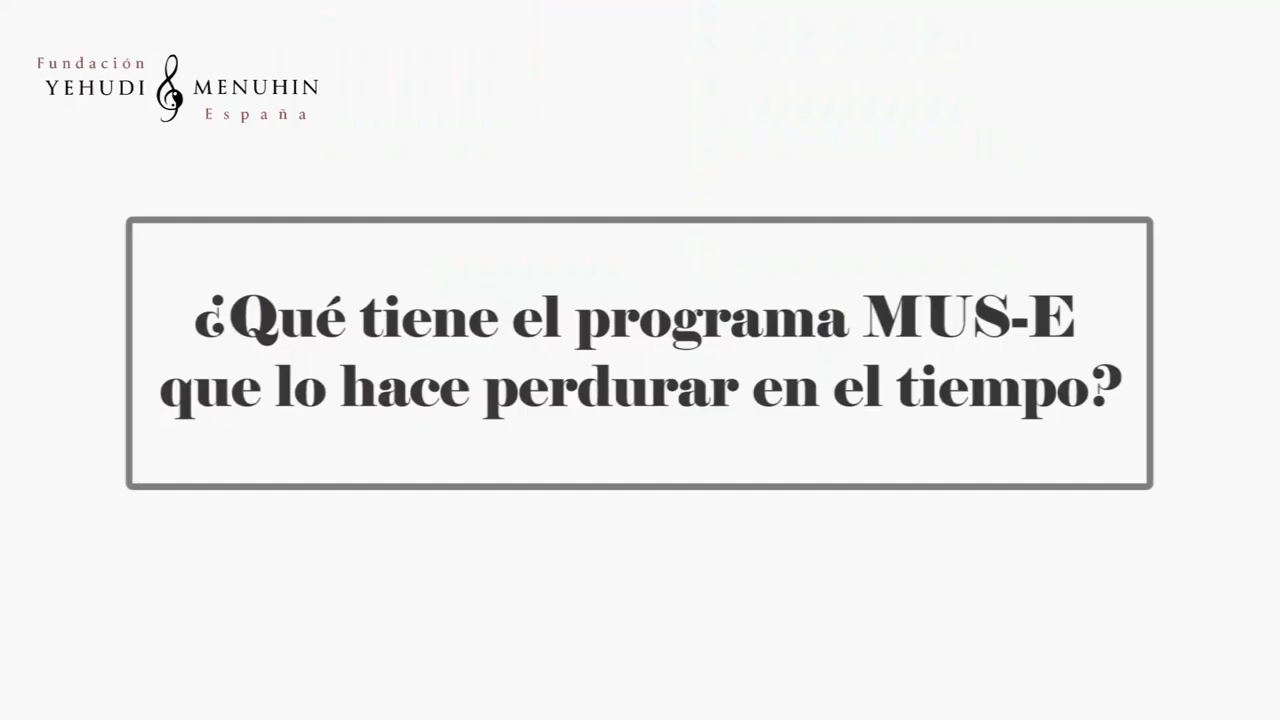 Fundación
YEHUDI MENUHIN
España
¿Qué tiene el programa MUS-E
que lo hace perdurar en el tiempo?